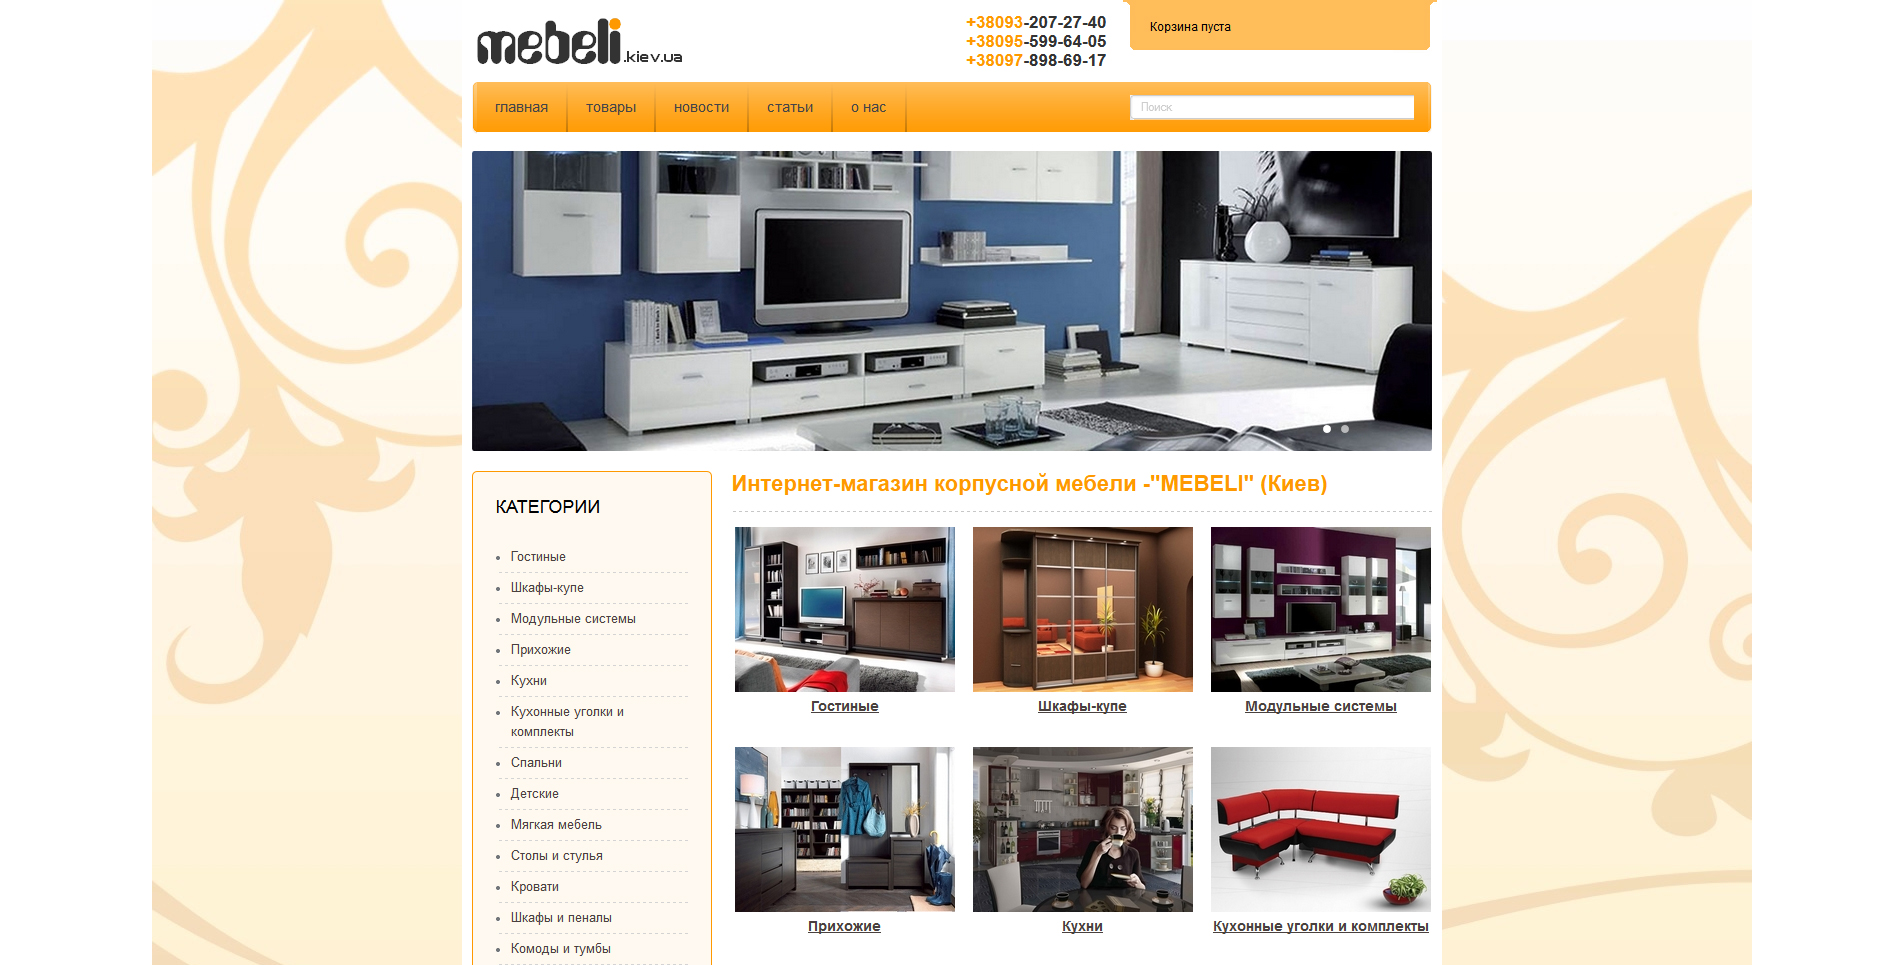 mebeli.kiev.ua
+38093-207-27-40
+38095-599-64-05
+38097-898-69-17
Корзина пуста
главная
товары
новости
статьи
о нас
Поиск
КАТЕГОРИИ
Гостиные
Шкафы-купе
Модульные системы
Прихожие
Кухни
Кухонные уголки и
комплекты
Спальни
Детские
Мягкая мебель
Столы и стулья
Кровати
Шкафы и пеналы
Комоды и тумбы
Интернет-магазин корпусной мебели -"MEBELI" (Киев)
Гостиные
Шкафы-купе
Модульные системы
Прихожие
Кухни
Кухонные уголки и комплекты